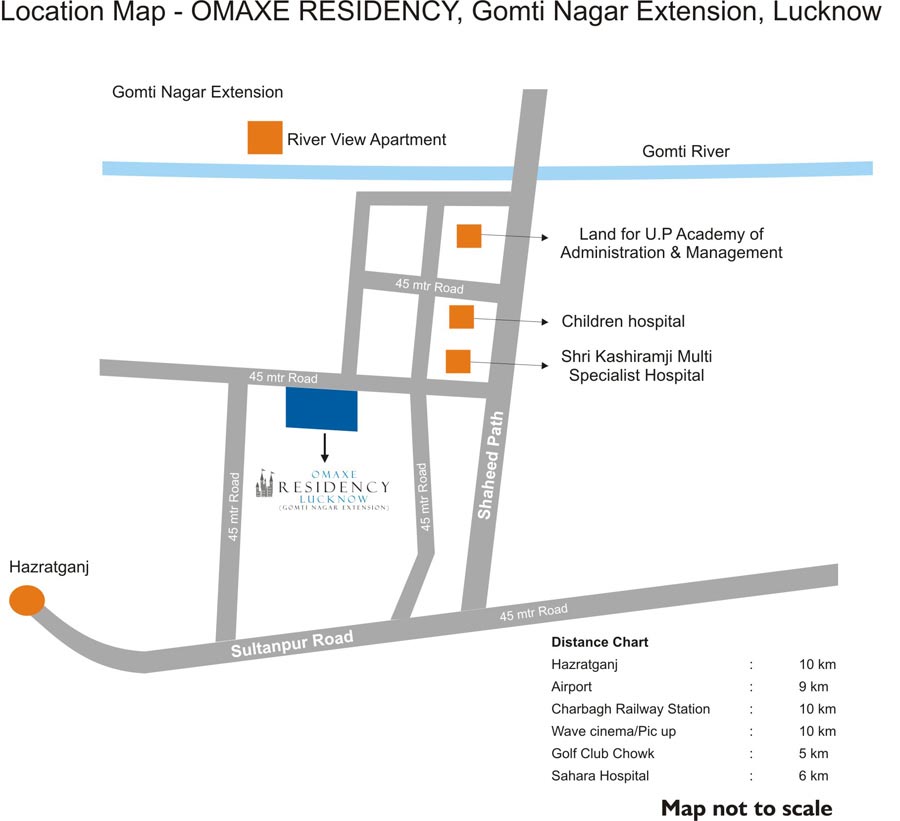 Location Map - OMAXE RESIDENCY, Gomti Nagar Extension, Lucknow
Gomti Nagar Extension
River View Apartment
Gomti River
Land for U.P Academy of
Administration & Management
45 mtr Road
Children hospital
Shri Kashiramji Multi
Specialist Hospital
45 mtr Road
Shaheed Path
OMAXE
RESIDENCY
LUCKNOW
(GOMTI NAGAR EXTENSION)
45 mtr Road
45 mtr Road
Hazratganj
45 mtr Road
Sultanpur Road
Distance Chart
Hazratganj : 10 km
Airport : 9 km
Charbagh Railway Station : 10 km
Wave cinema/Pic up : 10 km
Golf Club Chowk : 5 km
Sahara Hospital : 6 km
Map not to scale